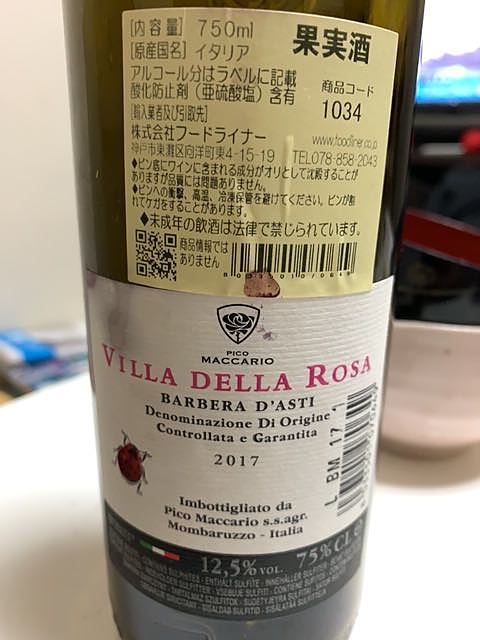 [内容量] 750ml
[原産国名] イタリア
果実酒
アルコール分はラベルに記載
酸化防止剤（亜硫酸塩）含有
商品コード
1034
[輸入業者及び引取先]
株式会社フードライナー
www.foodliner.co.jp
神戸市東灘区向洋町東4-15-19 TEL078-858-2043
◆ビン底にワインに含まれる成分がオリとして沈殿することが
ありますが品質には問題ありません。
◆ビンへの衝撃、高温、冷凍保管を避けてください。ビンが割
れてケガをすることがあります。
◆未成年の飲酒は法律で禁じられています。
商品情報では
ありません
PICO
MACCARIO
VILLA DELLA ROSA
BARBERA D'ASTI
Denominazione Di Origine
Controllata e Garantita
2017
L. BM 17 1
Imbottigliato da
Pico Maccario s.s.agr.
Mombaruzzo - Italia
12,5% VOL. 75% CL e